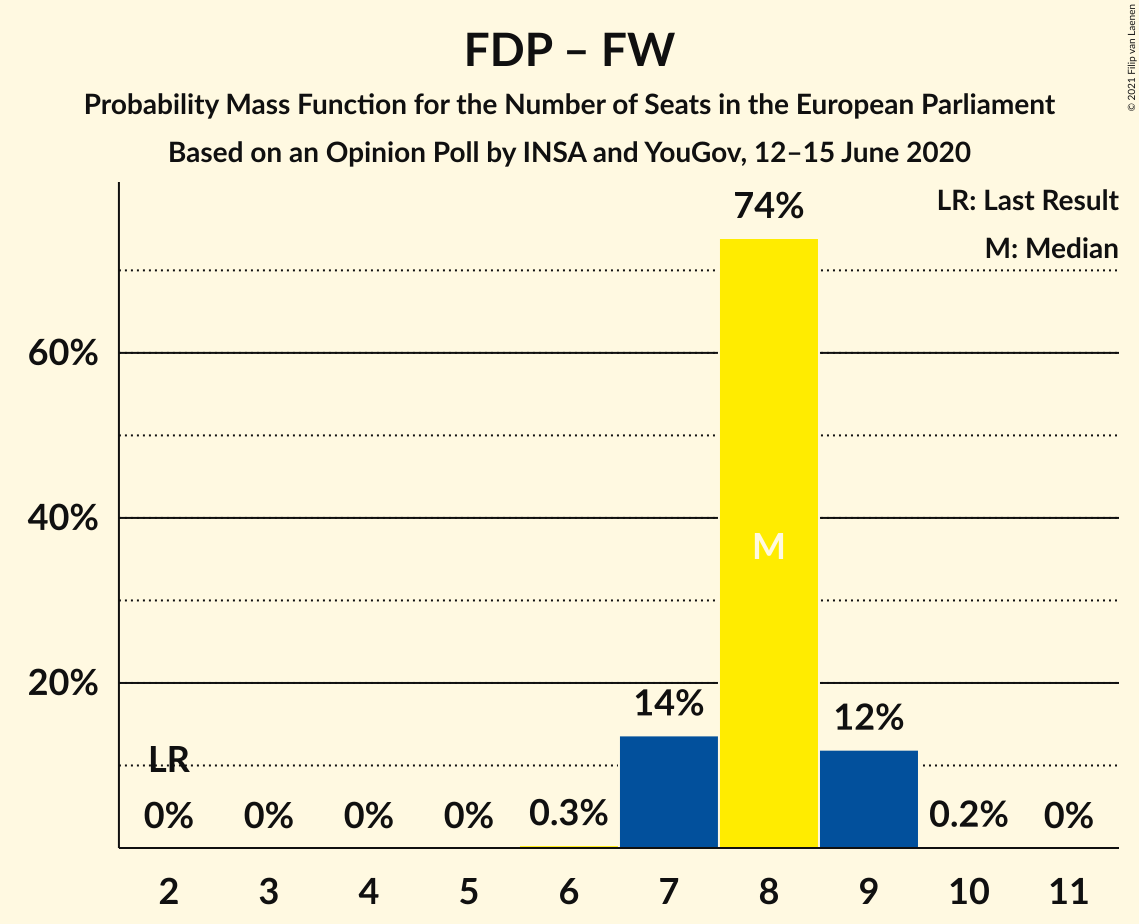 FDP – FW
Probability Mass Function for the Number of Seats in the European Parliament
Based on an Opinion Poll by INSA and YouGov, 12–15 June 2020
© 2021 Filip van Laenen
LR: Last Result
M: Median
74%
60%
40%
M
20%
14%
12%
LR
0%
0%
0%
0%
0.3%
0.2%
0%
2 3 4 5 6 7 8 9 10 11